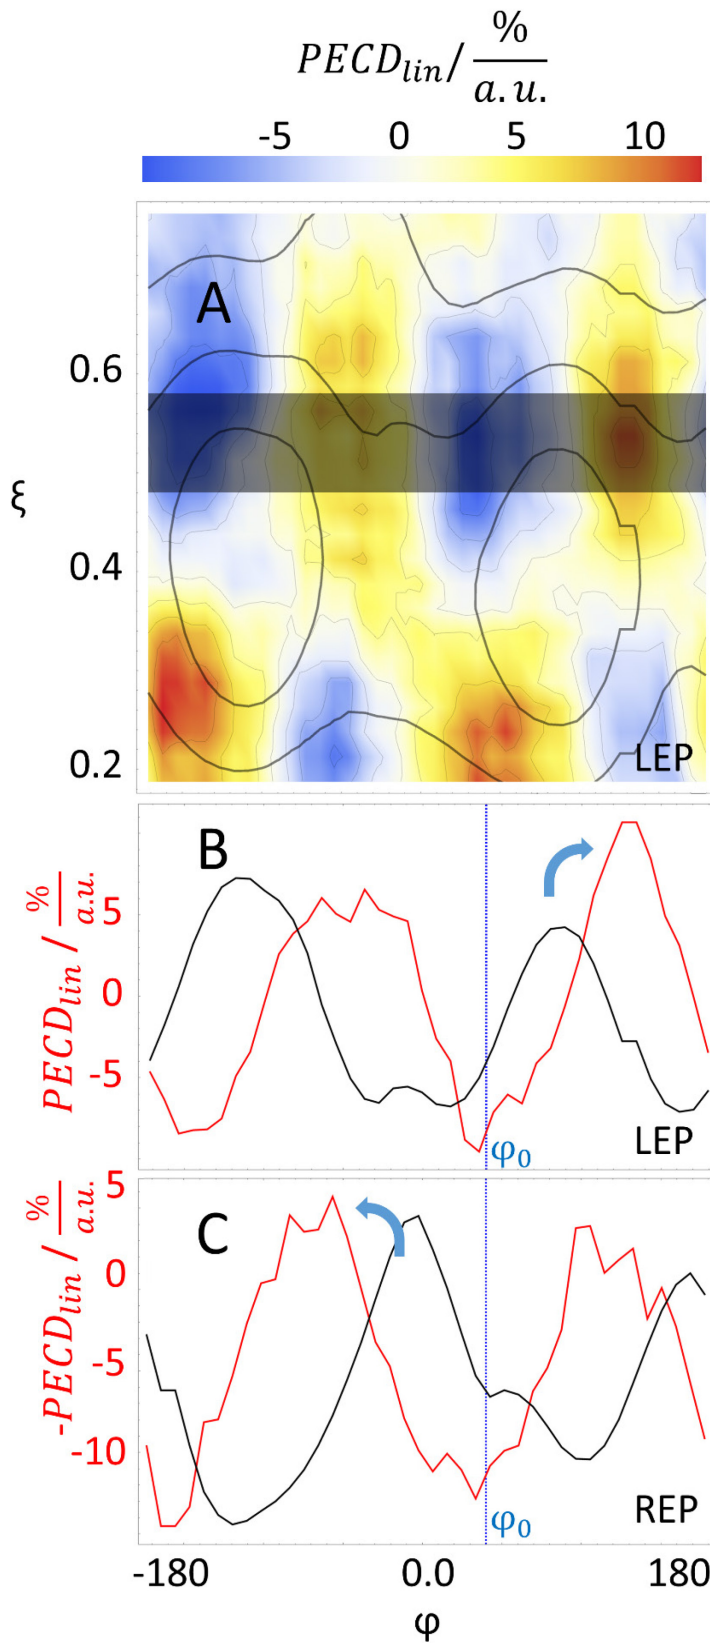 PECD_lin / %/a.u.
-5 0 5 10
A
0.6
ξ
0.4
0.2
LEP
B
PECD_lin / %/a.u.
5
0
-5
φ₀
LEP
C
-PECD_lin / %/a.u.
5
0
-5
-10
φ₀
REP
-180 0.0 180
φ